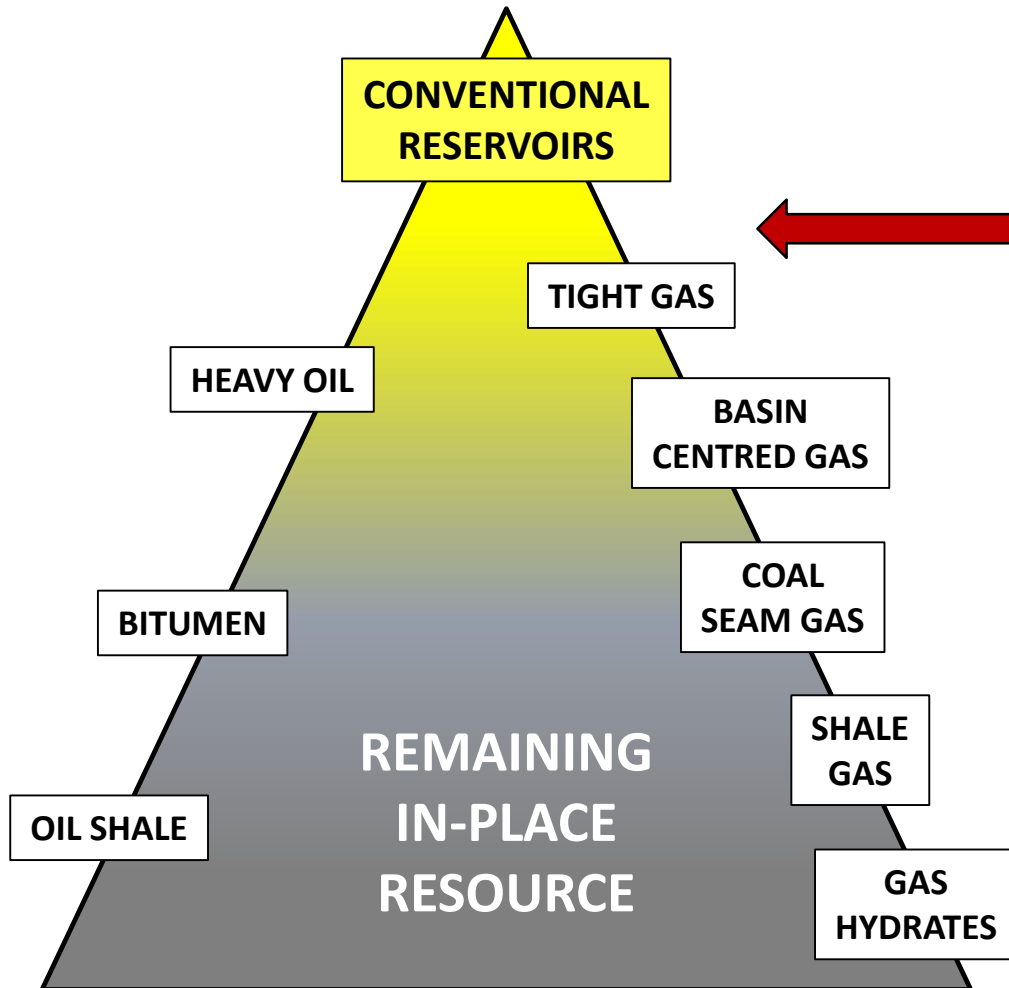 CONVENTIONAL
RESERVOIRS
TIGHT GAS
HEAVY OIL
BASIN
CENTRED GAS
COAL
SEAM GAS
BITUMEN
SHALE
GAS
REMAINING
IN-PLACE
RESOURCE
OIL SHALE
GAS
HYDRATES